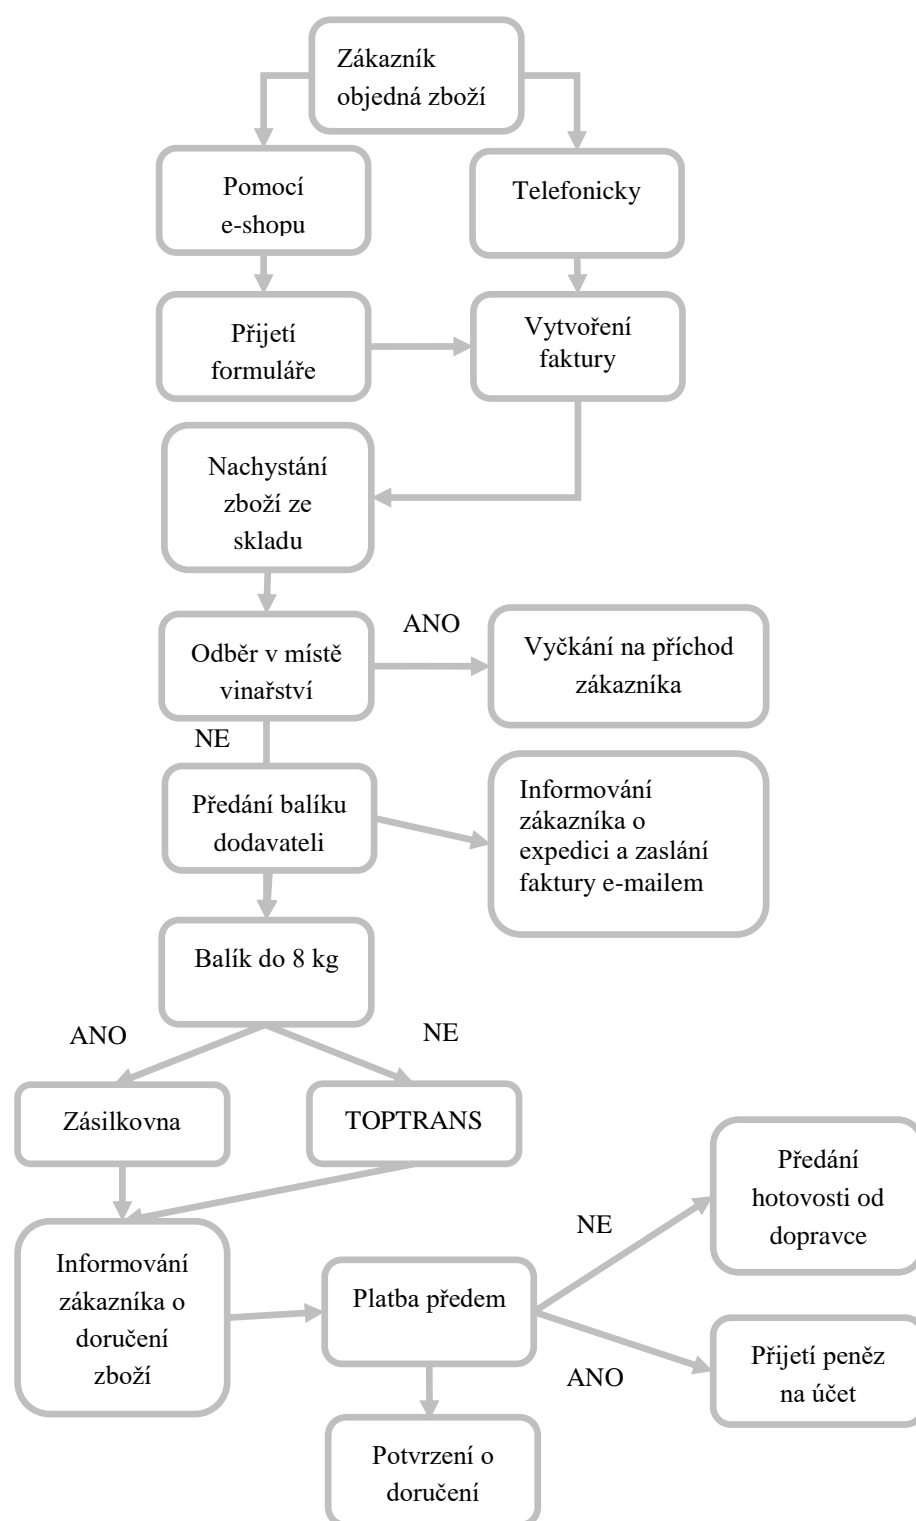 Zákazník
objedná zboží
Pomocí
e-shopu
Telefonicky
Přijetí
formuláře
Vytvoření
faktury
Nachystání
zboží ze
skladu
Odběr v místě
vinařství
ANO
Vyčkání na příchod
zákazníka
NE
Předání balíku
dodavateli
Informování
zákazníka o
expedici a zaslání
faktury e-mailem
Balík do 8 kg
ANO
NE
Zásilkovna
TOPTRANS
Informování
zákazníka o
doručení
zboží
Platba předem
NE
Předání
hotovosti od
dopravce
ANO
Přijetí peněz
na účet
Potvrzení o
doručení